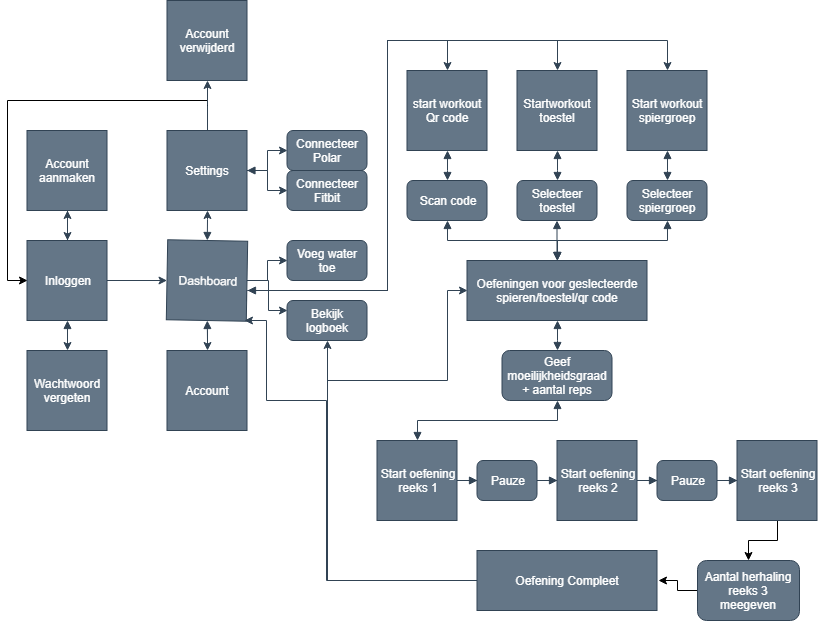 Account
verwijderd
start workout
Qr code
Startworkout
toestel
Start workout
spiergroep
Account
aanmaken
Settings
Connecteer
Polar
Connecteer
Fitbit
Scan code
Selecteer
toestel
Selecteer
spiergroep
Inloggen
Dashboard
Voeg water
toe
Bekijk
logboek
Oefeningen voor geslecteerde
spieren/toestel/qr code
Wachtwoord
vergeten
Account
Geef
moeilijkheidsgraad
+ aantal reps
Start oefening
reeks 1
Pauze
Start oefening
reeks 2
Pauze
Start oefening
reeks 3
Oefening Compleet
Aantal herhaling
reeks 3
meegeven